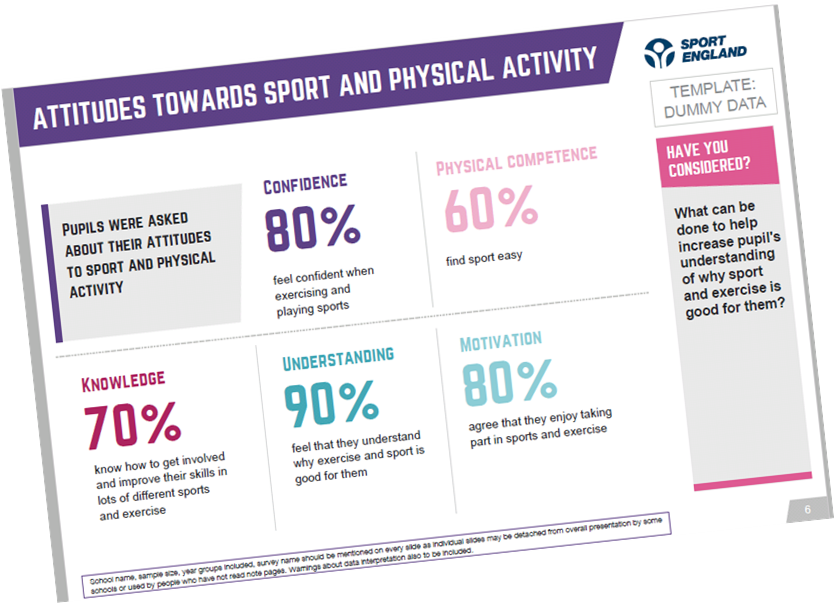 ATTITUDES TOWARDS SPORT AND PHYSICAL ACTIVITY
SPORT
ENGLAND
TEMPLATE:
DUMMY DATA
PUPILS WERE ASKED
ABOUT THEIR ATTITUDES
TO SPORT AND PHYSICAL
ACTIVITY
CONFIDENCE
80%
feel confident when
exercising and
playing sports
PHYSICAL COMPETENCE
60%
find sport easy
KNOWLEDGE
70%
know how to get involved
and improve their skills in
lots of different sports
and exercise
UNDERSTANDING
90%
feel that they understand
why exercise and sport is
good for them
MOTIVATION
80%
agree that they enjoy taking
part in sports and exercise
HAVE YOU
CONSIDERED?
What can be
done to help
increase pupil's
understanding
of why sport
and exercise is
good for them?
School name, sample size, year groups included, survey name should be mentioned on every slide as individual slides may be detached from overall presentation by some
schools or used by people who have not read note pages. Warnings about data interpretation also to be included.
6